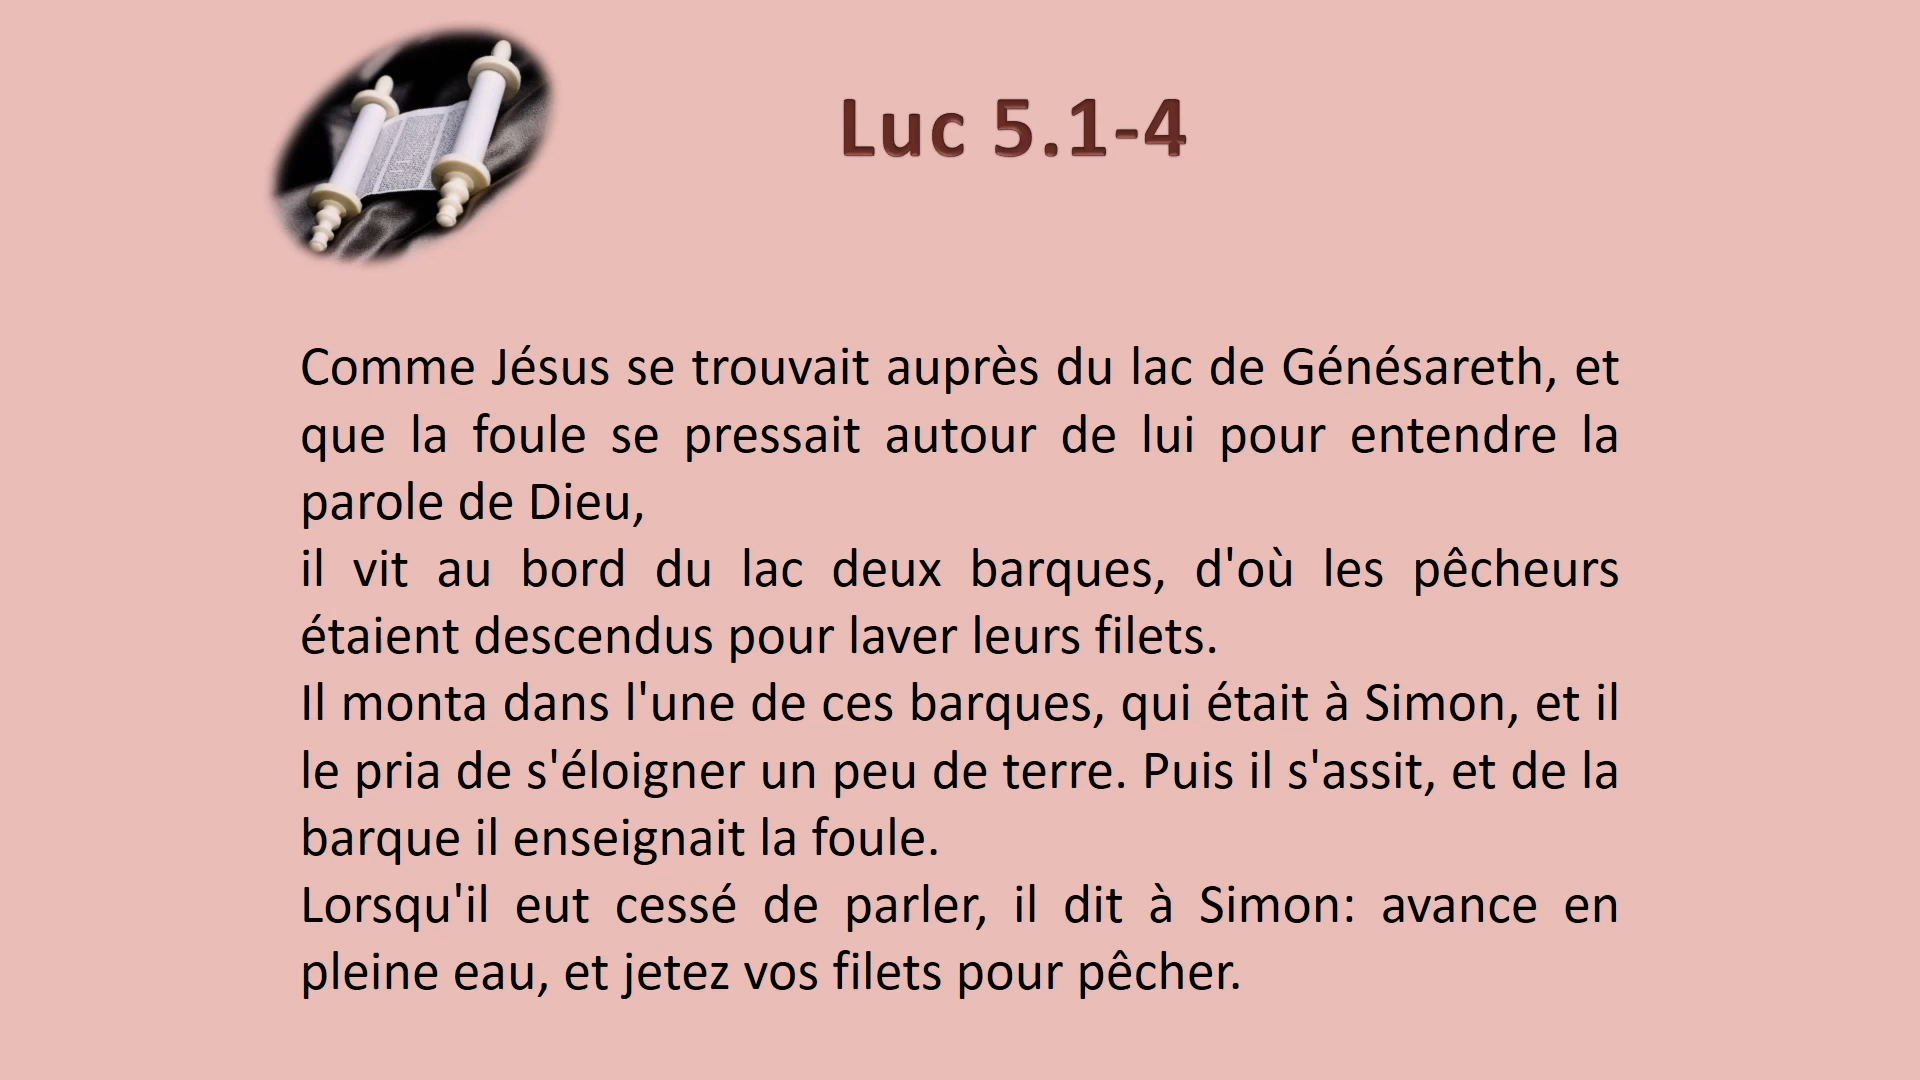 Luc 5.1-4
Comme Jésus se trouvait auprès du lac de Génésareth, et
que la foule se pressait autour de lui pour entendre la
parole de Dieu,
il vit au bord du lac deux barques, d'où les pêcheurs
étaient descendus pour laver leurs filets.
Il monta dans l'une de ces barques, qui était à Simon, et il
le pria de s'éloigner un peu de terre. Puis il s'assit, et de la
barque il enseignait la foule.
Lorsqu'il eut cessé de parler, il dit à Simon: avance en
pleine eau, et jetez vos filets pour pêcher.